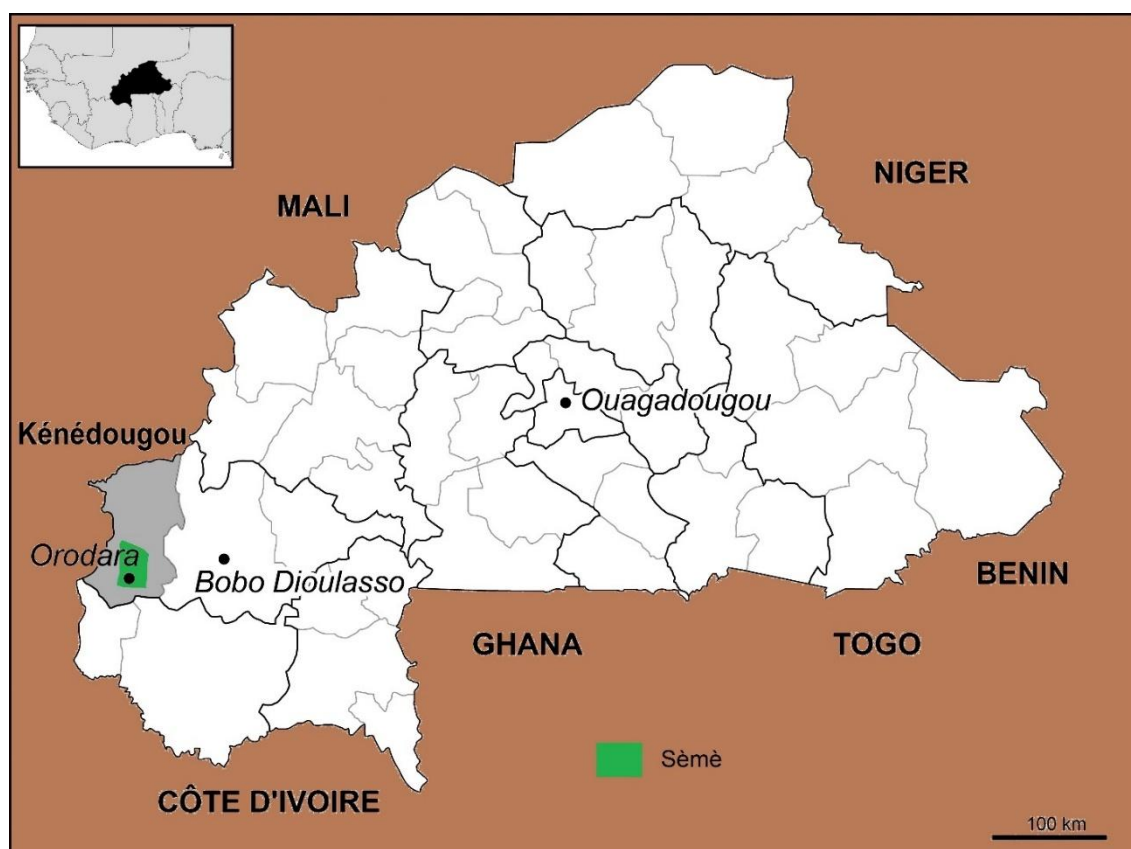 NIGER
MALI
Ouagadougou
Kénédougou
Orodara
Bobo Dioulasso
BENIN
GHANA
TOGO
Sèmè
CÔTE D'IVOIRE
100 km